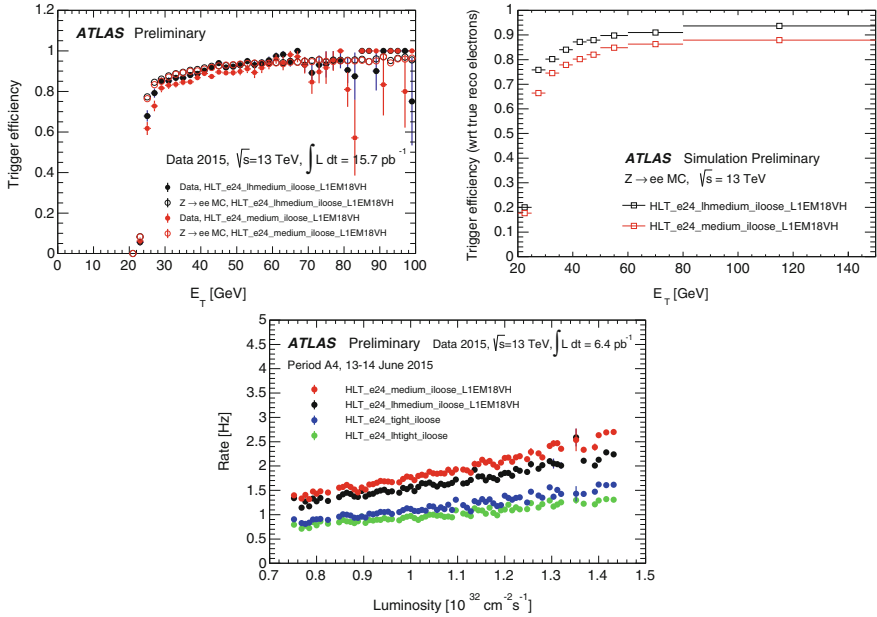 ATLAS Preliminary
Trigger efficiency
1
0.8
0.6
0.4
0.2
0
Data 2015, √s=13 TeV, ∫ L dt = 15.7 pb⁻¹
Data, HLT_e24_lhmedium_iloose_L1EM18VH
Z→ee MC, HLT_e24_lhmedium_iloose_L1EM18VH
Data, HLT_e24_medium_iloose_L1EM18VH
Z→ee MC, HLT_e24_medium_iloose_L1EM18VH
0 10 20 30 40 50 60 70 80 90 100
E_T [GeV]
Trigger efficiency (wrt true reco electrons)
1
0.9
0.8
0.7
0.6
0.5
0.4
0.3
0.2
0.1
0
ATLAS Simulation Preliminary
Z→ee MC, √s = 13 TeV
HLT_e24_lhmedium_iloose_L1EM18VH
HLT_e24_medium_iloose_L1EM18VH
20 40 60 80 100 120 140
E_T [GeV]
Rate [Hz]
5
4.5
4
3.5
3
2.5
2
1.5
1
0.5
0
ATLAS Preliminary Data 2015, √s=13 TeV, ∫ L dt = 6.4 pb⁻¹
Period A4, 13-14 June 2015
HLT_e24_medium_iloose_L1EM18VH
HLT_e24_lhmedium_iloose_L1EM18VH
HLT_e24_tight_iloose
HLT_e24_lhtight_iloose
0.7 0.8 0.9 1 1.1 1.2 1.3 1.4 1.5
Luminosity [10³² cm⁻²s⁻¹]